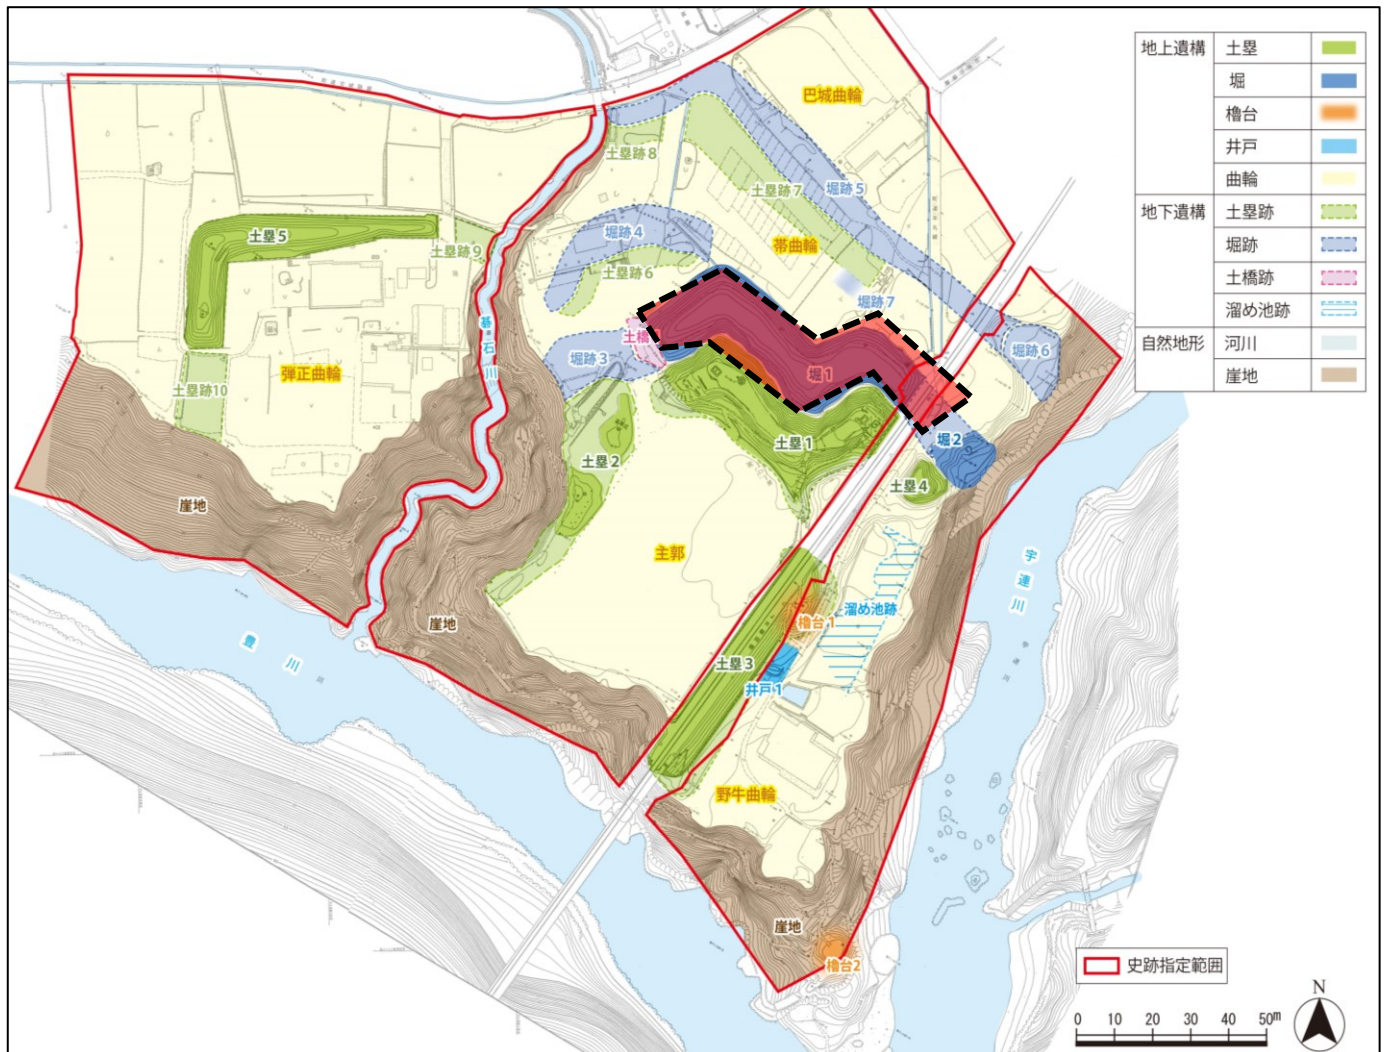 地上遺構
土塁
堀
櫓台
井戸
曲輪
地下遺構
土塁跡
堀跡
土橋跡
溜め池跡
自然地形
河川
崖地
巴城曲輪
土塁跡8
土塁跡7
堀跡5
土塁5
土塁跡9
堀跡4
土塁跡6
帯曲輪
堀跡7
碁石川
土橋
堀跡3
堀跡6
弾正曲輪
土塁跡10
堀1
土塁1
堀2
土塁2
土塁4
崖地
主郭
宇連川
溜め池跡
櫓台1
崖地
豊川
土塁3
井戸1
野牛曲輪
崖地
櫓台2
史跡指定範囲
N
0 10 20 30 40 50m